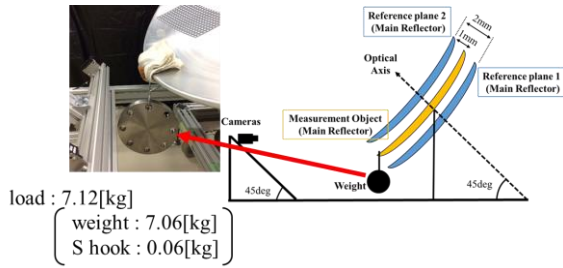 Reference plane 2
(Main Reflector)
2mm
1mm
Optical
Axis
Reference plane 1
(Main Reflector)
Cameras
Measurement Object
(Main Reflector)
Weight
45deg
45deg
load : 7.12[kg]
weight : 7.06[kg]
S hook : 0.06[kg]